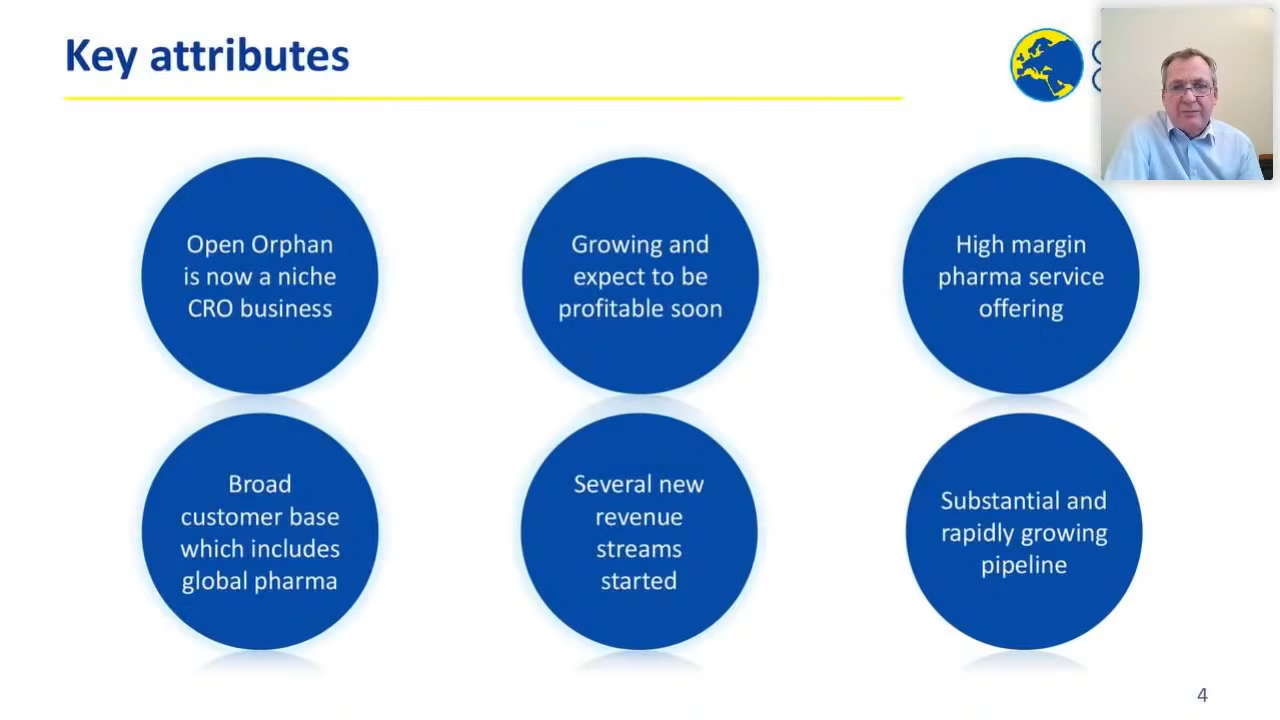 Key attributes
Open Orphan
is now a niche
CRO business
Growing and
expect to be
profitable soon
High margin
pharma service
offering
Broad
customer base
which includes
global pharma
Several new
revenue
streams
started
Substantial and
rapidly growing
pipeline
4